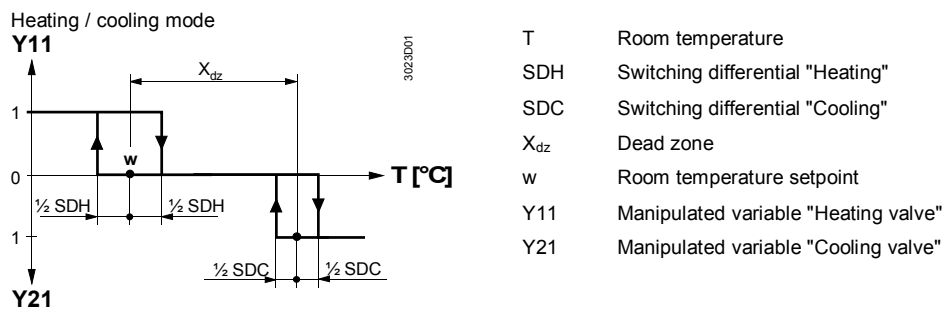 Heating / cooling mode
Y11
X dz
3023D01
1
w
0
T [°C]
½ SDH
½ SDH
1
½ SDC
½ SDC
Y21
T Room temperature
SDH Switching differential "Heating"
SDC Switching differential "Cooling"
Xdz Dead zone
w Room temperature setpoint
Y11 Manipulated variable "Heating valve"
Y21 Manipulated variable "Cooling valve"